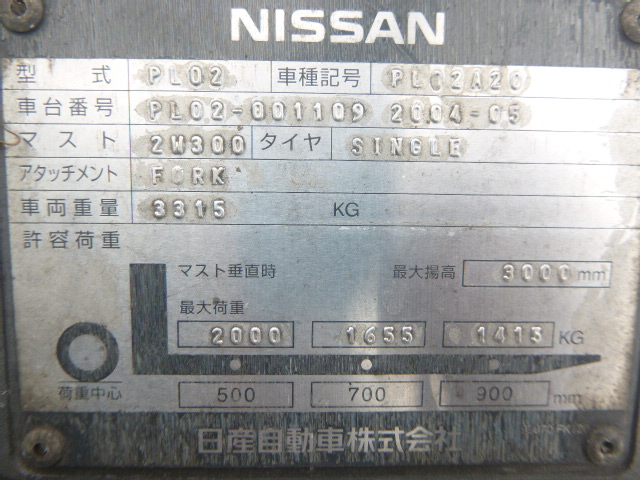 NISSAN
型式 PL02 車種記号 PL02A20
車台番号 PL02-801109 2004-05
マスト 2W300 タイヤ SINGLE
アタッチメント FORK
車両重量 3315 KG
許容荷重
マスト垂直時 最大揚高 3000 mm
最大荷重
2000 1655 1413 KG
荷重中心 500 700 900 mm
日産自動車株式会社